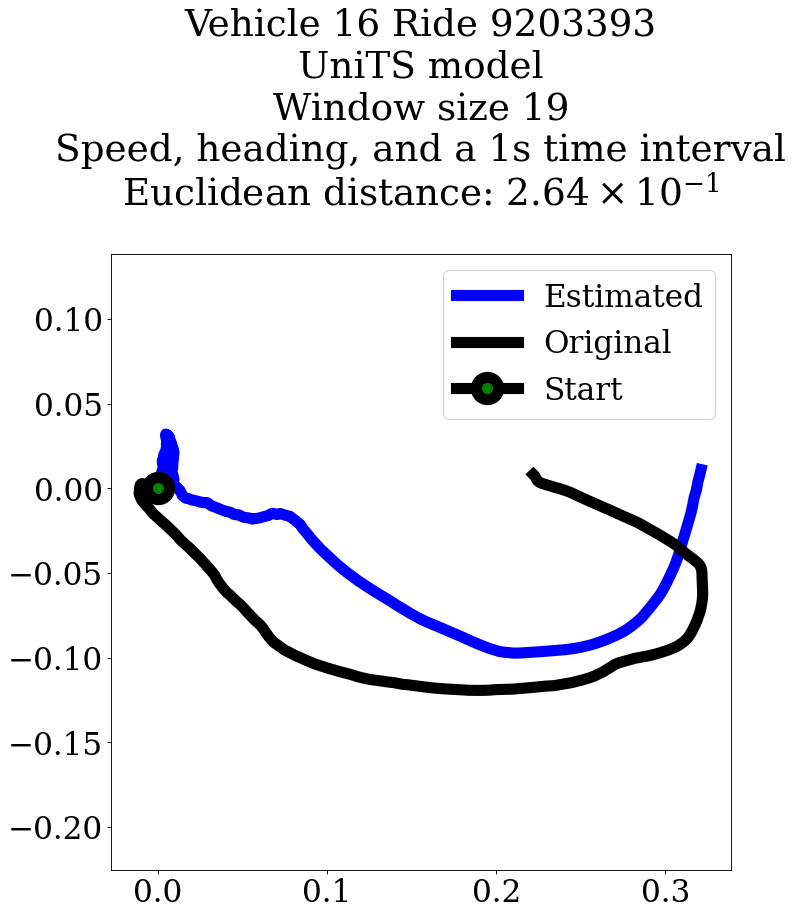 Vehicle 16 Ride 9203393
UniTS model
Window size 19
Speed, heading, and a 1s time interval
Euclidean distance: $2.64 \times 10^{-1}$
Estimated
Original
Start
0.10
0.05
0.00
−0.05
−0.10
−0.15
−0.20
0.0 0.1 0.2 0.3